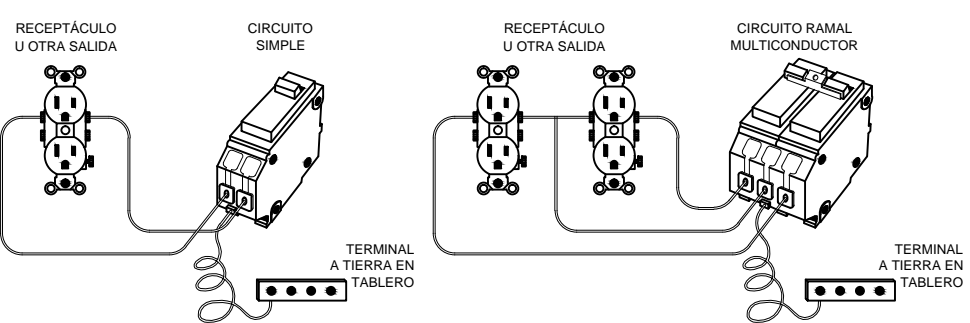 RECEPTÁCULO
U OTRA SALIDA
CIRCUITO
SIMPLE
TERMINAL
A TIERRA EN
TABLERO
RECEPTÁCULO
U OTRA SALIDA
CIRCUITO RAMAL
MULTICONDUCTOR
TERMINAL
A TIERRA EN
TABLERO